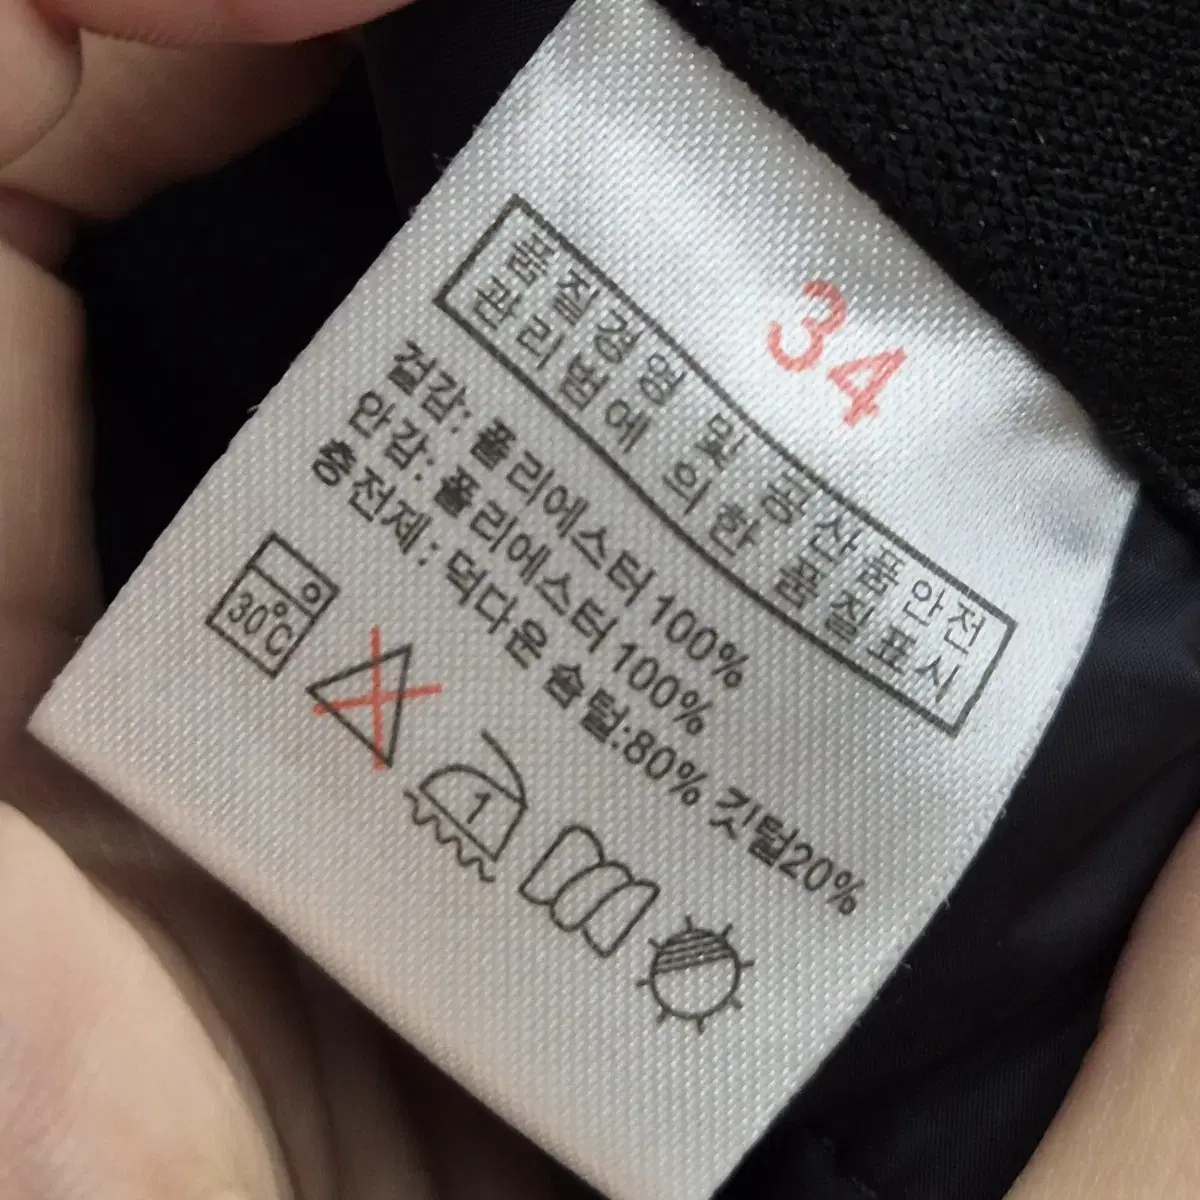 34
품질경영 및 공산품안전
관리법에 의한 품질표시
겉감: 폴리에스터 100%
안감: 폴리에스터 100%
충전제: 덕다운 솜털:80% 깃털20%
30℃
1